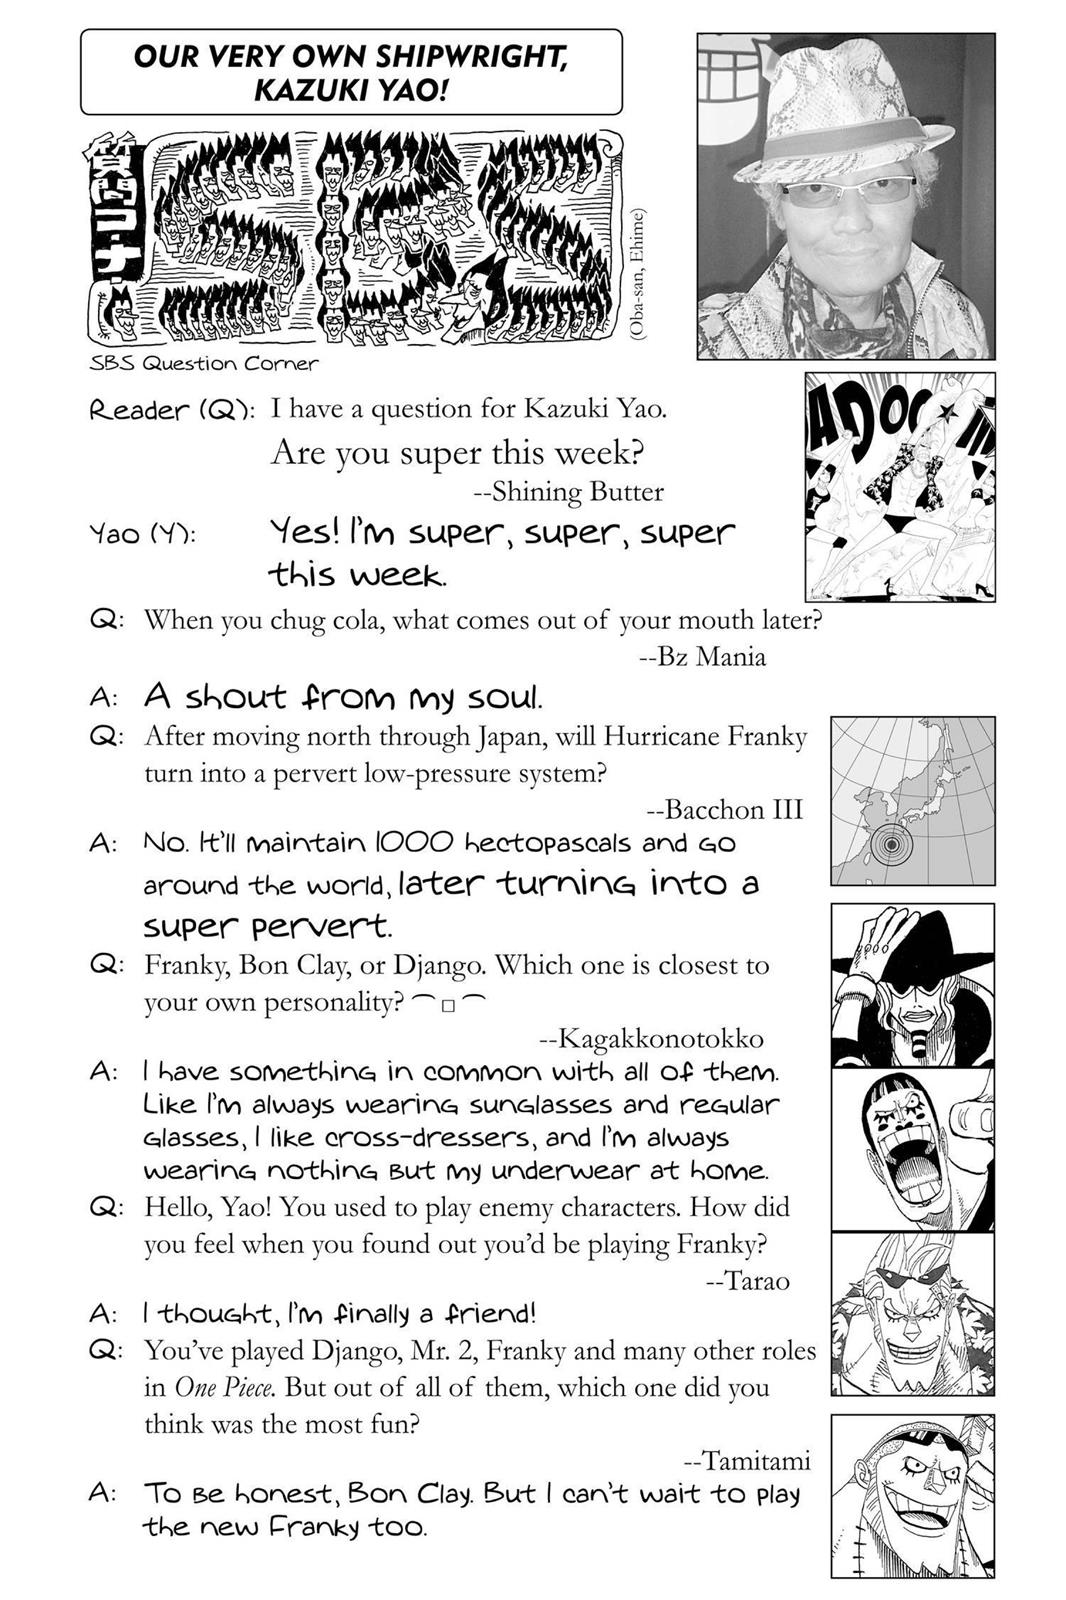 OUR VERY OWN SHIPWRIGHT,
KAZUKI YAO!
質問コーナー
(Oba-san, Ehime)
SBS Question Corner
Reader (Q): I have a question for Kazuki Yao.
Are you super this week?
--Shining Butter
Yao (Y): Yes! I'm super, super, super
this week.
Q: When you chug cola, what comes out of your mouth later?
--Bz Mania
A: A shout from my soul.
Q: After moving north through Japan, will Hurricane Franky
turn into a pervert low-pressure system?
--Bacchon III
A: No. It'll maintain 1000 hectopascals and go
around the world, later turning into a
super pervert.
Q: Franky, Bon Clay, or Django. Which one is closest to
your own personality? ⌒□⌒
--Kagakkonotokko
A: I have something in common with all of them.
Like I'm always wearing sunglasses and regular
glasses, I like cross-dressers, and I'm always
wearing nothing but my underwear at home.
Q: Hello, Yao! You used to play enemy characters. How did
you feel when you found out you'd be playing Franky?
--Tarao
A: I thought, I'm finally a friend!
Q: You've played Django, Mr. 2, Franky and many other roles
in One Piece. But out of all of them, which one did you
think was the most fun?
--Tamitami
A: To be honest, Bon Clay. But I can't wait to play
the new Franky too.